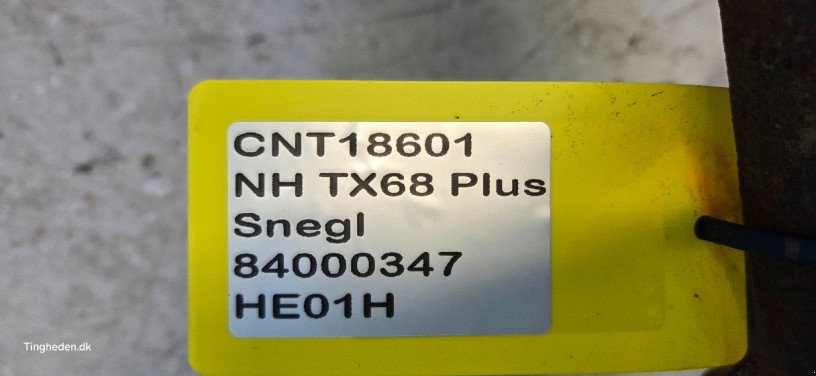 CNT18601
NH TX68 Plus
Snegl
84000347
HE01H
Tingheden.dk